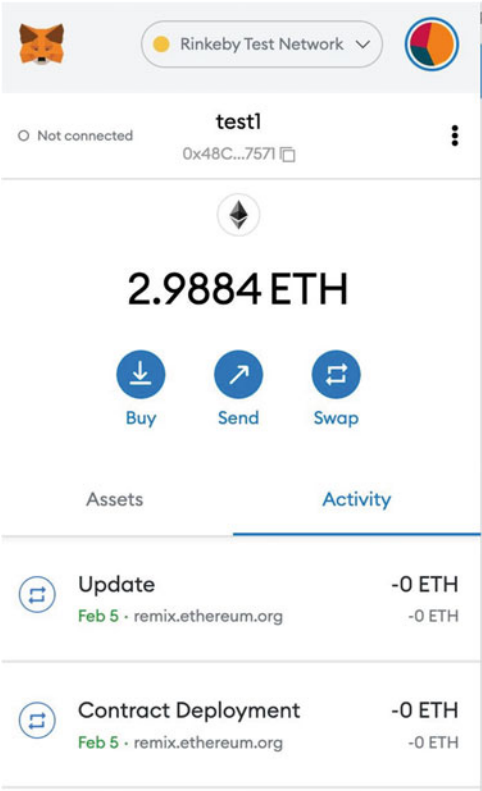 Rinkeby Test Network
test1
Not connected
0x48C...7571
2.9884 ETH
Buy Send Swap
Assets Activity
Update -0 ETH
Feb 5 · remix.ethereum.org -0 ETH
Contract Deployment -0 ETH
Feb 5 · remix.ethereum.org -0 ETH